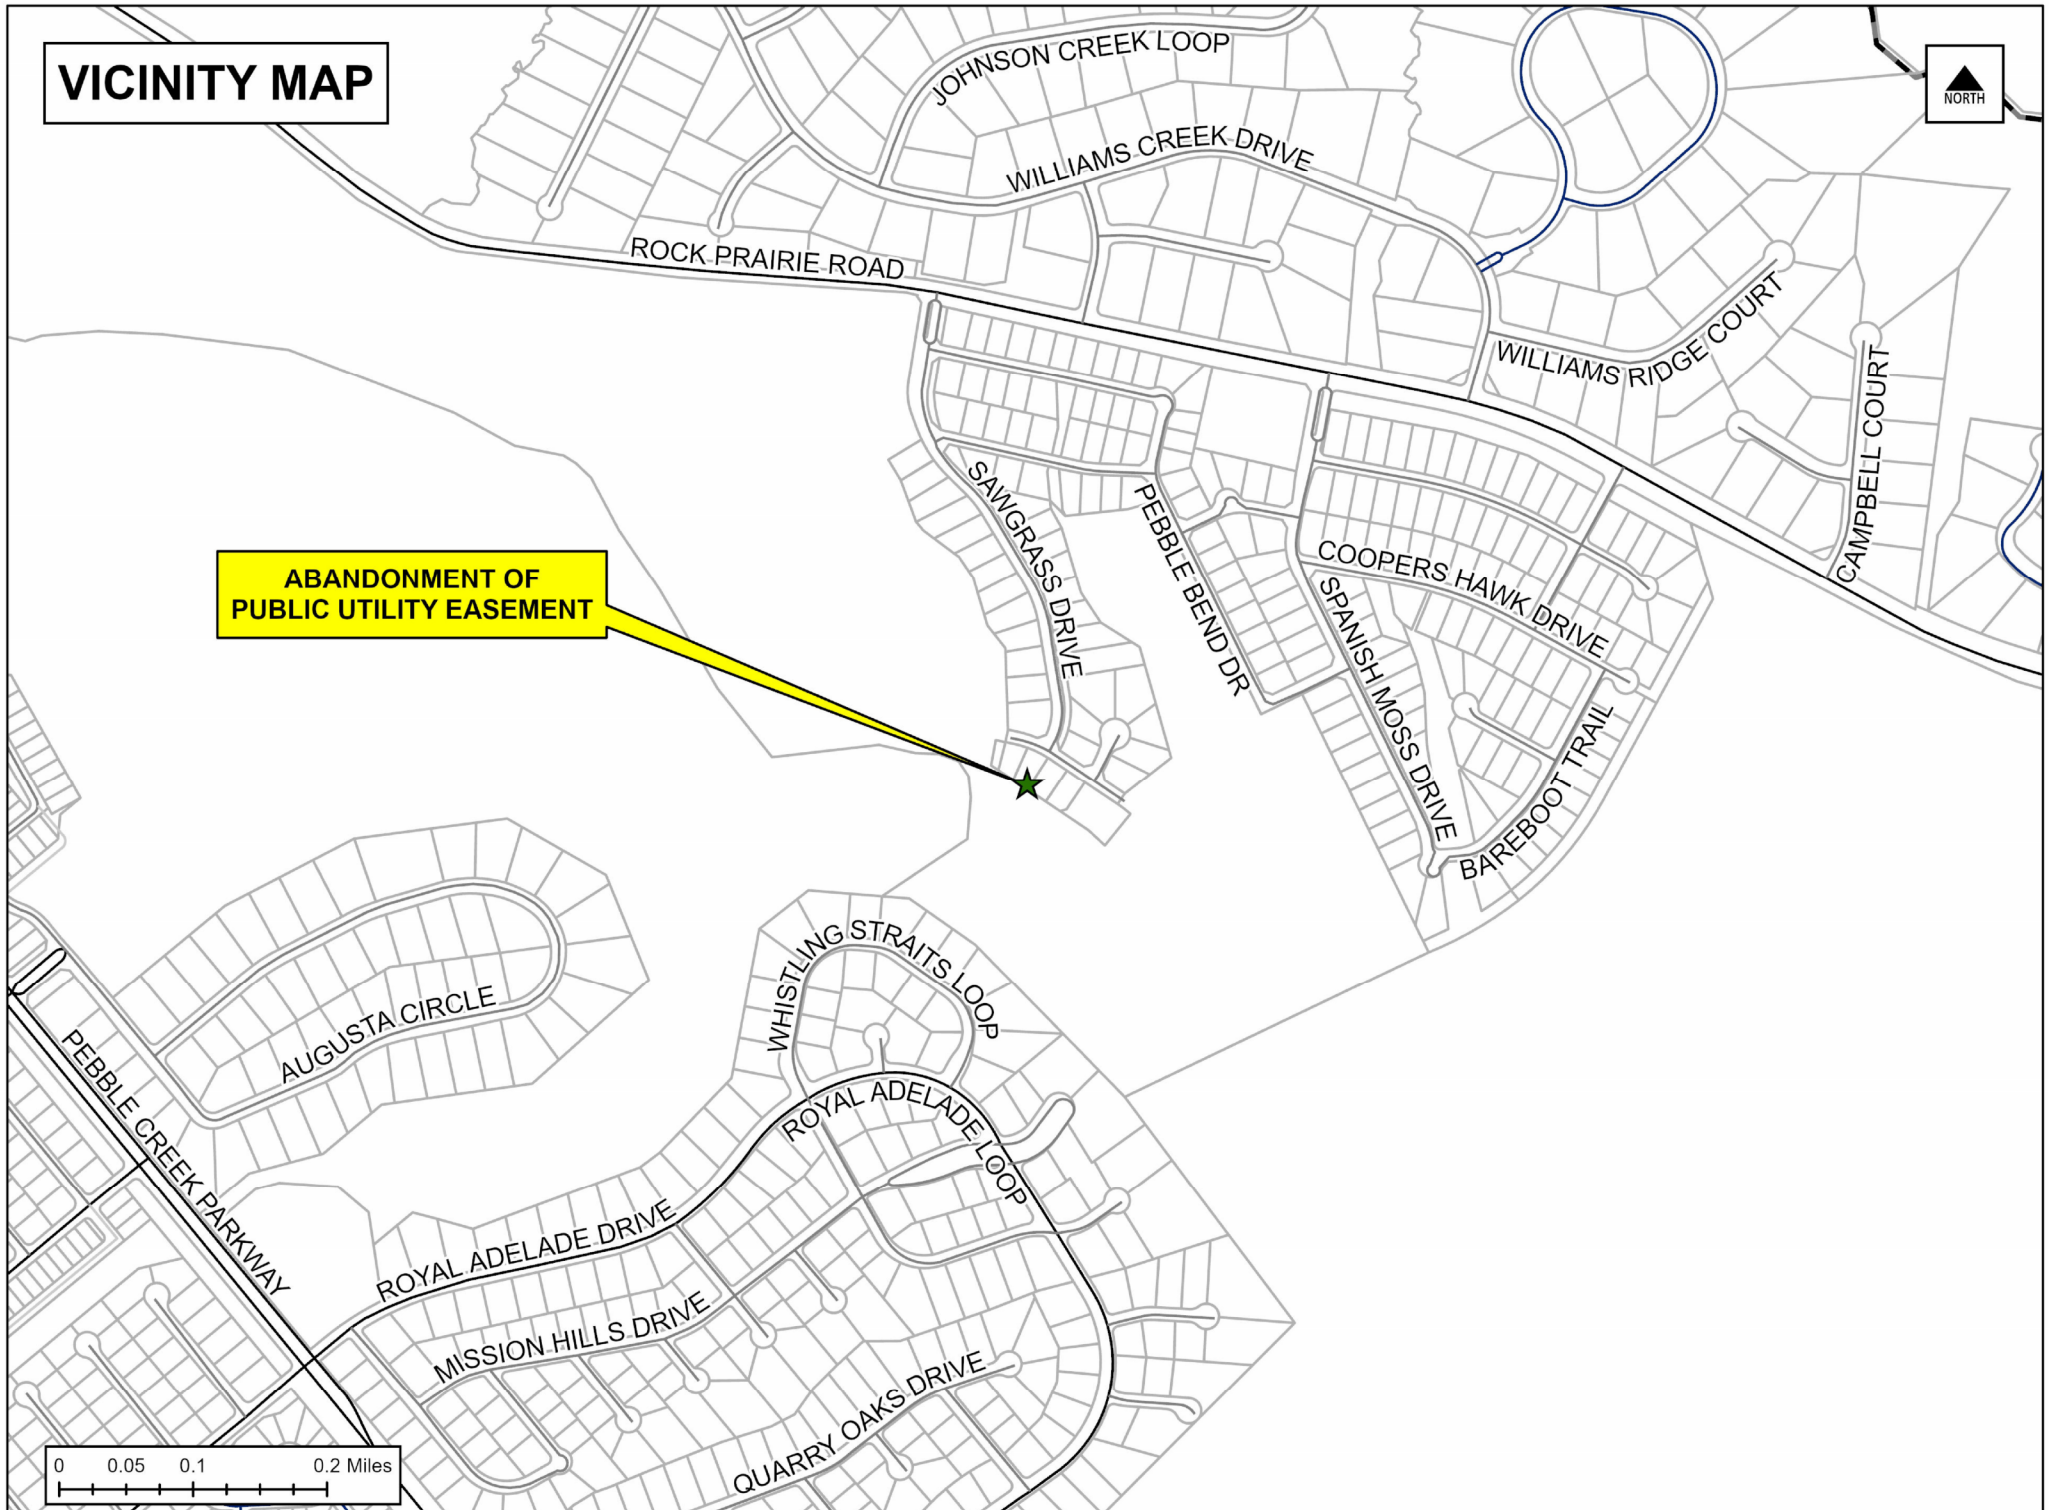 VICINITY MAP
NORTH
JOHNSON CREEK LOOP
WILLIAMS CREEK DRIVE
ROCK PRAIRIE ROAD
WILLIAMS RIDGE COURT
CAMPBELL COURT
SAWGRASS DRIVE
PEBBLE BEND DR
COOPERS HAWK DRIVE
SPANISH MOSS DRIVE
BAREBOOT TRAIL
ABANDONMENT OF
PUBLIC UTILITY EASEMENT
WHISTLING STRAITS LOOP
AUGUSTA CIRCLE
PEBBLE CREEK PARKWAY
ROYAL ADELADE LOOP
ROYAL ADELADE DRIVE
MISSION HILLS DRIVE
QUARRY OAKS DRIVE
0 0.05 0.1 0.2 Miles